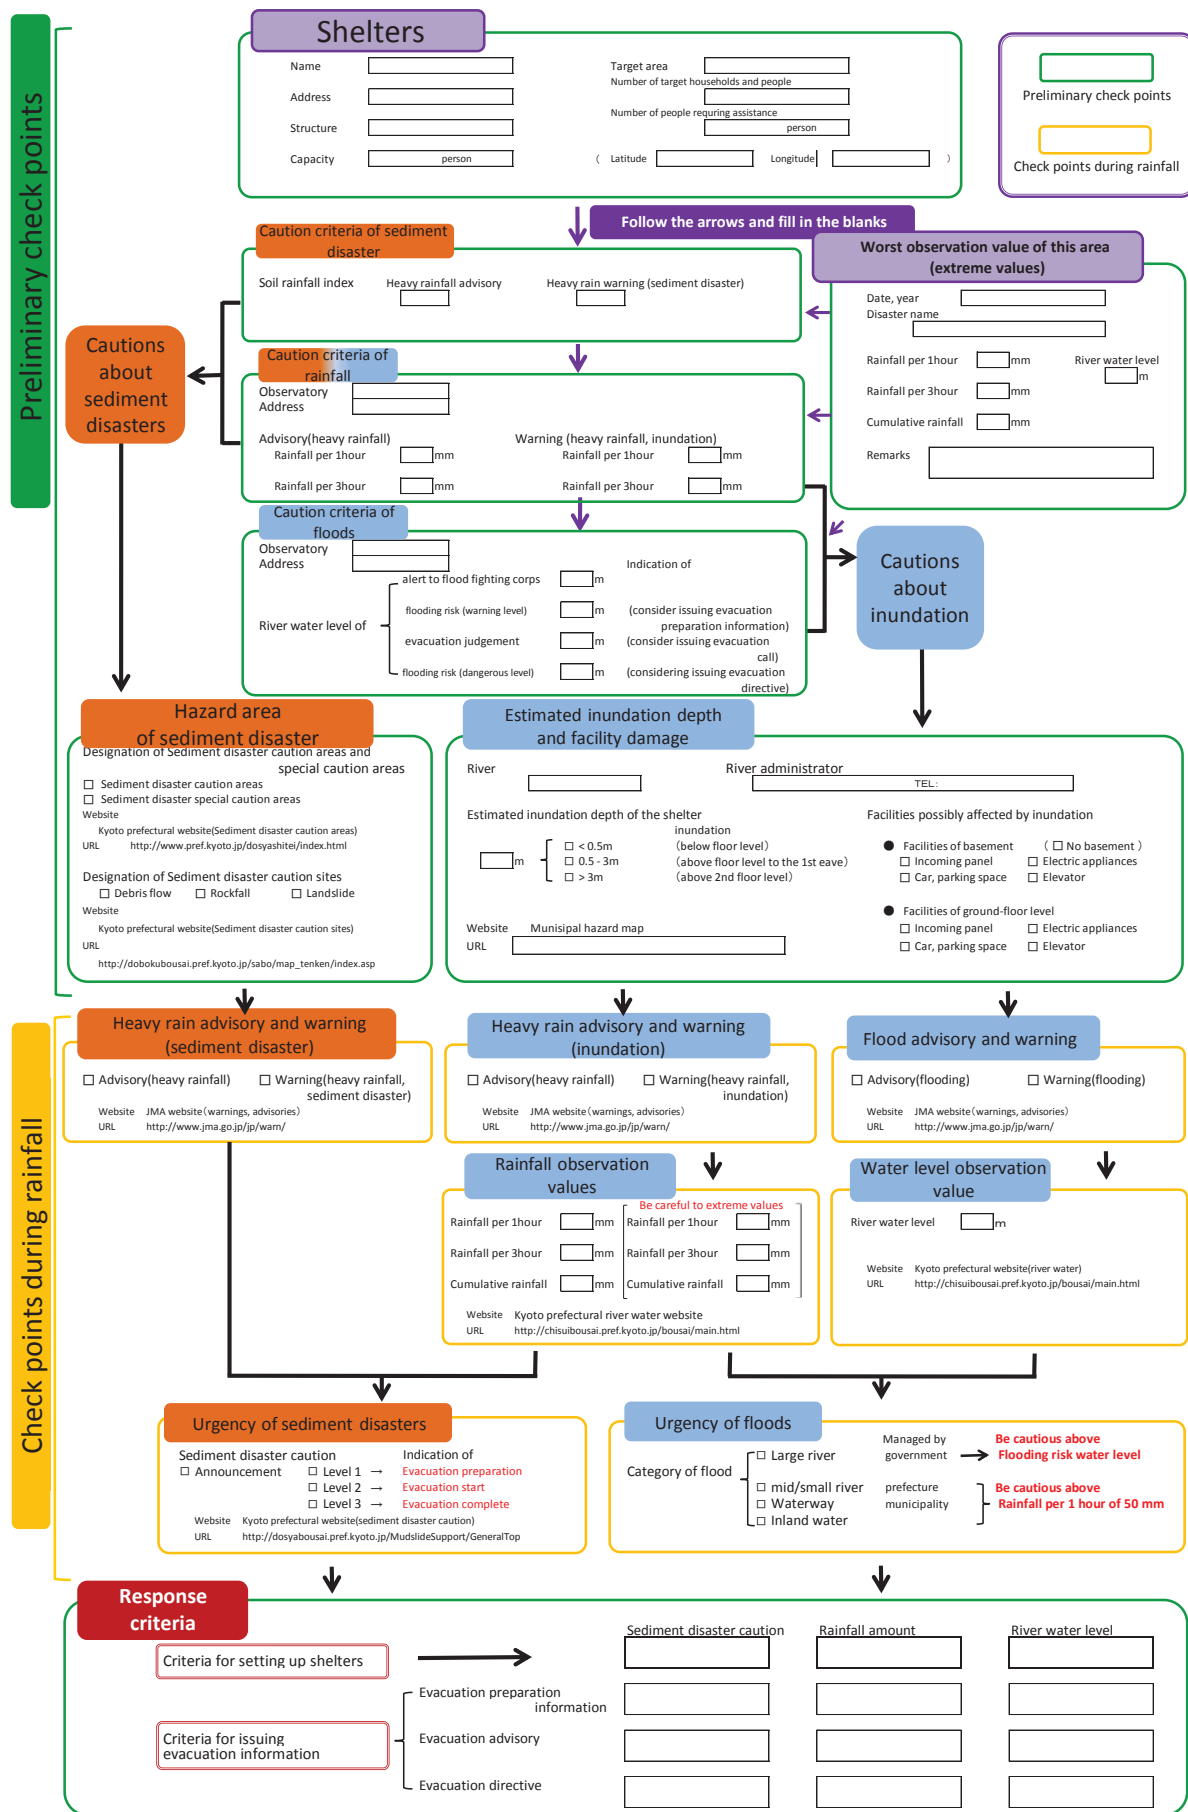 Preliminary check points
Shelters
Name
Target area
Number of target households and people
Address
Number of people requring assistance
person
Structure
Capacity
person
( Latitude
Longitude
)
Preliminary check points
Check points during rainfall
Follow the arrows and fill in the blanks
Caution criteria of sediment
disaster
Soil rainfall index
Heavy rainfall advisory
Heavy rain warning (sediment disaster)
Worst observation value of this area
(extreme values)
Date, year
Disaster name
Rainfall per 1hour
mm
River water level
m
Rainfall per 3hour
mm
Cumulative rainfall
mm
Remarks
Cautions
about
sediment
disasters
Caution criteria of
rainfall
Observatory
Address
Advisory(heavy rainfall)
Warning (heavy rainfall, inundation)
Rainfall per 1hour
mm
Rainfall per 1hour
mm
Rainfall per 3hour
mm
Rainfall per 3hour
mm
Caution criteria of
floods
Observatory
Address
Indication of
River water level of
alert to flood fighting corps
m
flooding risk (warning level)
m
(consider issuing evacuation
preparation information)
evacuation judgement
m
(consider issuing evacuation
call)
flooding risk (dangerous level)
m
(considering issuing evacuation
directive)
Cautions
about
inundation
Hazard area
of sediment disaster
Designation of Sediment disaster caution areas and
special caution areas
□ Sediment disaster caution areas
□ Sediment disaster special caution areas
Website
Kyoto prefectural website(Sediment disaster caution areas)
URL http://www.pref.kyoto.jp/dosyashitei/index.html
Designation of Sediment disaster caution sites
□ Debris flow □ Rockfall □ Landslide
Website
Kyoto prefectural website(Sediment disaster caution sites)
URL
http://dobokubousai.pref.kyoto.jp/sabo/map_tenken/index.asp
Estimated inundation depth
and facility damage
River
River administrator
TEL:
Estimated inundation depth of the shelter
inundation
m
□ < 0.5m (below floor level)
□ 0.5 - 3m (above floor level to the 1st eave)
□ > 3m (above 2nd floor level)
Website Munisipal hazard map
URL
Facilities possibly affected by inundation
● Facilities of basement ( □ No basement )
□ Incoming panel □ Electric appliances
□ Car, parking space □ Elevator
● Facilities of ground-floor level
□ Incoming panel □ Electric appliances
□ Car, parking space □ Elevator
Check points during rainfall
Heavy rain advisory and warning
(sediment disaster)
□ Advisory(heavy rainfall) □ Warning(heavy rainfall,
sediment disaster)
Website JMA website(warnings, advisories)
URL http://www.jma.go.jp/jp/warn/
Heavy rain advisory and warning
(inundation)
□ Advisory(heavy rainfall) □ Warning(heavy rainfall,
inundation)
Website JMA website(warnings, advisories)
URL http://www.jma.go.jp/jp/warn/
Flood advisory and warning
□ Advisory(flooding) □ Warning(flooding)
Website JMA website(warnings, advisories)
URL http://www.jma.go.jp/jp/warn/
Rainfall observation
values
Be careful to extreme values
Rainfall per 1hour
mm
Rainfall per 1hour
mm
Rainfall per 3hour
mm
Rainfall per 3hour
mm
Cumulative rainfall
mm
Cumulative rainfall
mm
Website Kyoto prefectural river water website
URL http://chisuibousai.pref.kyoto.jp/bousai/main.html
Water level observation
value
River water level
m
Website Kyoto prefectural website(river water)
URL http://chisuibousai.pref.kyoto.jp/bousai/main.html
Urgency of sediment disasters
Sediment disaster caution
Indication of
□ Announcement □ Level 1 → Evacuation preparation
□ Level 2 → Evacuation start
□ Level 3 → Evacuation complete
Website Kyoto prefectural website(sediment disaster caution)
URL http://dosyabousai.pref.kyoto.jp/MudslideSupport/GeneralTop
Urgency of floods
Category of flood
□ Large river
Managed by
government
Be cautious above
Flooding risk water level
□ mid/small river
prefecture
Be cautious above
□ Waterway
municipality
Rainfall per 1 hour of 50 mm
□ Inland water
Response
criteria
Sediment disaster caution
Rainfall amount
River water level
Criteria for setting up shelters
Evacuation preparation
information
Criteria for issuing
evacuation information
Evacuation advisory
Evacuation directive